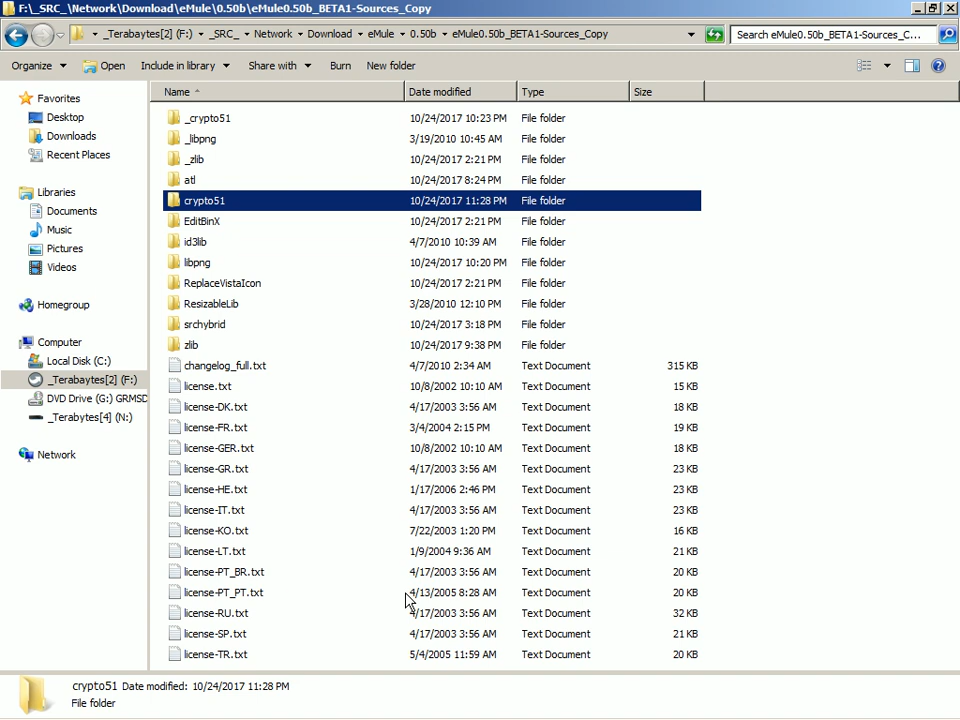 F:\_SRC_\Network\Download\eMule\0.50b\eMule0.50b_BETA1-Sources_Copy
_Terabaytes[2] (F:) _SRC_ Network Download eMule 0.50b eMule0.50b_BETA1-Sources_Copy Search eMule0.50b_BETA1-Sources_C...
Organize Open Include in library Share with Burn New folder
Favorites
Desktop
Downloads
Recent Places
Libraries
Documents
Music
Pictures
Videos
Homegroup
Computer
Local Disk (C:)
_Terabaytes[2] (F:)
DVD Drive (G:) GRMSD
_Terabytes[4] (N:)
Network
Name Date modified Type Size
_crypto51 10/24/2017 10:23 PM File folder
_libpng 3/19/2010 10:45 AM File folder
_zlib 10/24/2017 2:21 PM File folder
atl 10/24/2017 8:24 PM File folder
crypto51 10/24/2017 11:28 PM File folder
EditBinX 10/24/2017 2:21 PM File folder
id3lib 4/7/2010 10:39 AM File folder
libpng 10/24/2017 10:20 PM File folder
ReplaceVistaIcon 10/24/2017 2:21 PM File folder
ResizableLib 3/28/2010 12:10 PM File folder
srchybrid 10/24/2017 3:18 PM File folder
zlib 10/24/2017 9:38 PM File folder
changelog_full.txt 4/7/2010 2:34 AM Text Document 315 KB
license.txt 10/8/2002 10:10 AM Text Document 15 KB
license-DK.txt 4/17/2003 3:56 AM Text Document 18 KB
license-FR.txt 3/4/2004 2:15 PM Text Document 19 KB
license-GER.txt 10/8/2002 10:10 AM Text Document 18 KB
license-GR.txt 4/17/2003 3:56 AM Text Document 23 KB
license-HE.txt 1/17/2006 2:46 PM Text Document 23 KB
license-IT.txt 4/17/2003 3:56 AM Text Document 23 KB
license-KO.txt 7/22/2003 1:20 PM Text Document 16 KB
license-LT.txt 1/9/2004 9:36 AM Text Document 21 KB
license-PT_BR.txt 4/17/2003 3:56 AM Text Document 20 KB
license-PT_PT.txt 4/13/2005 8:28 AM Text Document 20 KB
license-RU.txt 4/17/2003 3:56 AM Text Document 32 KB
license-SP.txt 4/17/2003 3:56 AM Text Document 21 KB
license-TR.txt 5/4/2005 11:59 AM Text Document 20 KB
crypto51 Date modified: 10/24/2017 11:28 PM
File folder